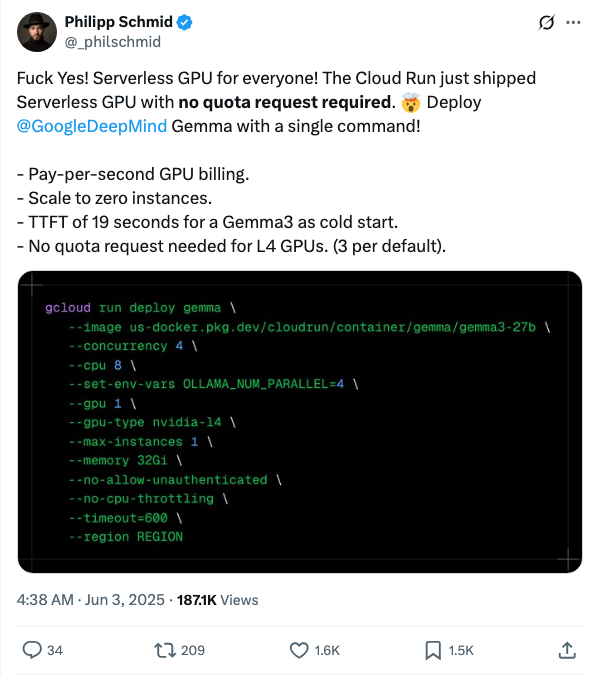 Philipp Schmid
@_philschmid
Fuck Yes! Serverless GPU for everyone! The Cloud Run just shipped
Serverless GPU with no quota request required. 🤯 Deploy
@GoogleDeepMind Gemma with a single command!
- Pay-per-second GPU billing.
- Scale to zero instances.
- TTFT of 19 seconds for a Gemma3 as cold start.
- No quota request needed for L4 GPUs. (3 per default).
gcloud run deploy gemma \
--image us-docker.pkg.dev/cloudrun/container/gemma/gemma3-27b \
--concurrency 4 \
--cpu 8 \
--set-env-vars OLLAMA_NUM_PARALLEL=4 \
--gpu 1 \
--gpu-type nvidia-l4 \
--max-instances 1 \
--memory 32Gi \
--no-allow-unauthenticated \
--no-cpu-throttling \
--timeout=600 \
--region REGION
4:38 AM · Jun 3, 2025 · 187.1K Views
34 209 1.6K 1.5K